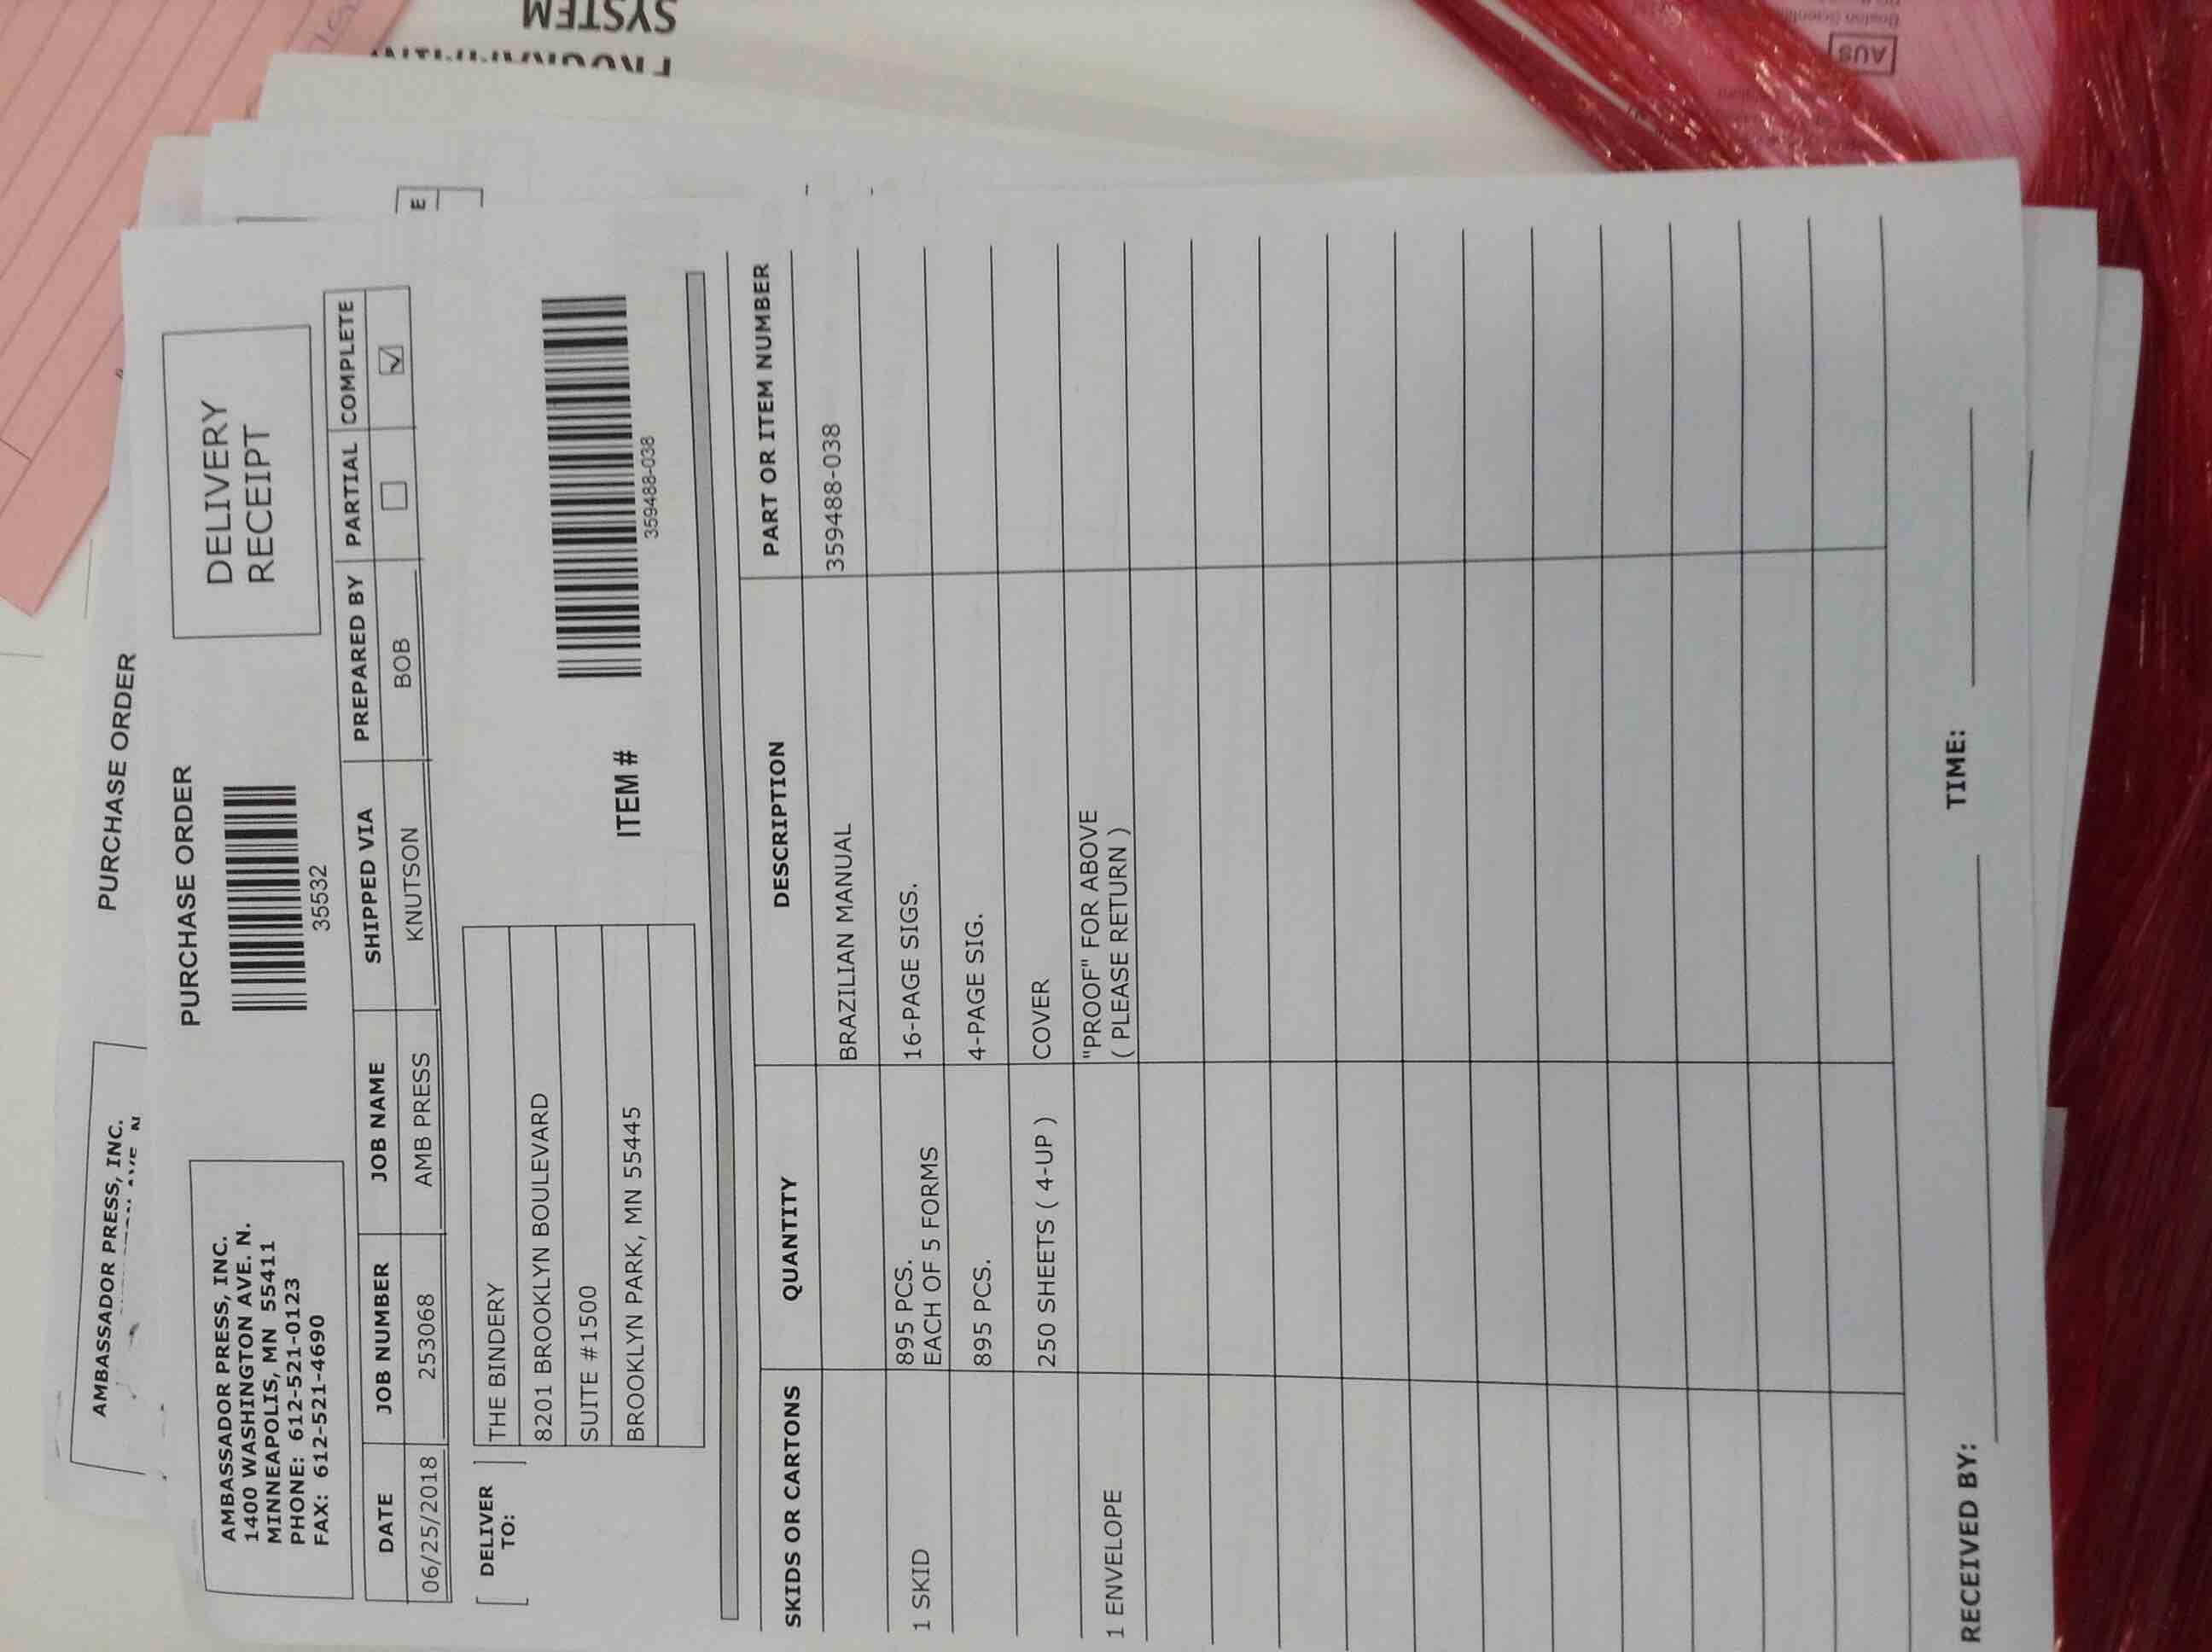 SYSTEM
AUS
AMBASSADOR PRESS, INC.
PURCHASE ORDER
AMBASSADOR PRESS, INC.
1400 WASHINGTON AVE. N.
MINNEAPOLIS, MN 55411
PHONE: 612-521-0123
FAX: 612-521-4690
PURCHASE ORDER
35532
DELIVERY
RECEIPT
DATE JOB NUMBER JOB NAME SHIPPED VIA PREPARED BY PARTIAL COMPLETE
06/25/2018 253068 AMB PRESS KNUTSON BOB
E
DELIVER
TO:
THE BINDERY
8201 BROOKLYN BOULEVARD
SUITE #1500
BROOKLYN PARK, MN 55445
ITEM #
359488-038
SKIDS OR CARTONS QUANTITY DESCRIPTION PART OR ITEM NUMBER
BRAZILIAN MANUAL 359488-038
1 SKID 895 PCS. 16-PAGE SIGS.
EACH OF 5 FORMS
895 PCS. 4-PAGE SIG.
250 SHEETS ( 4-UP ) COVER
1 ENVELOPE "PROOF" FOR ABOVE
( PLEASE RETURN )
RECEIVED BY: TIME: